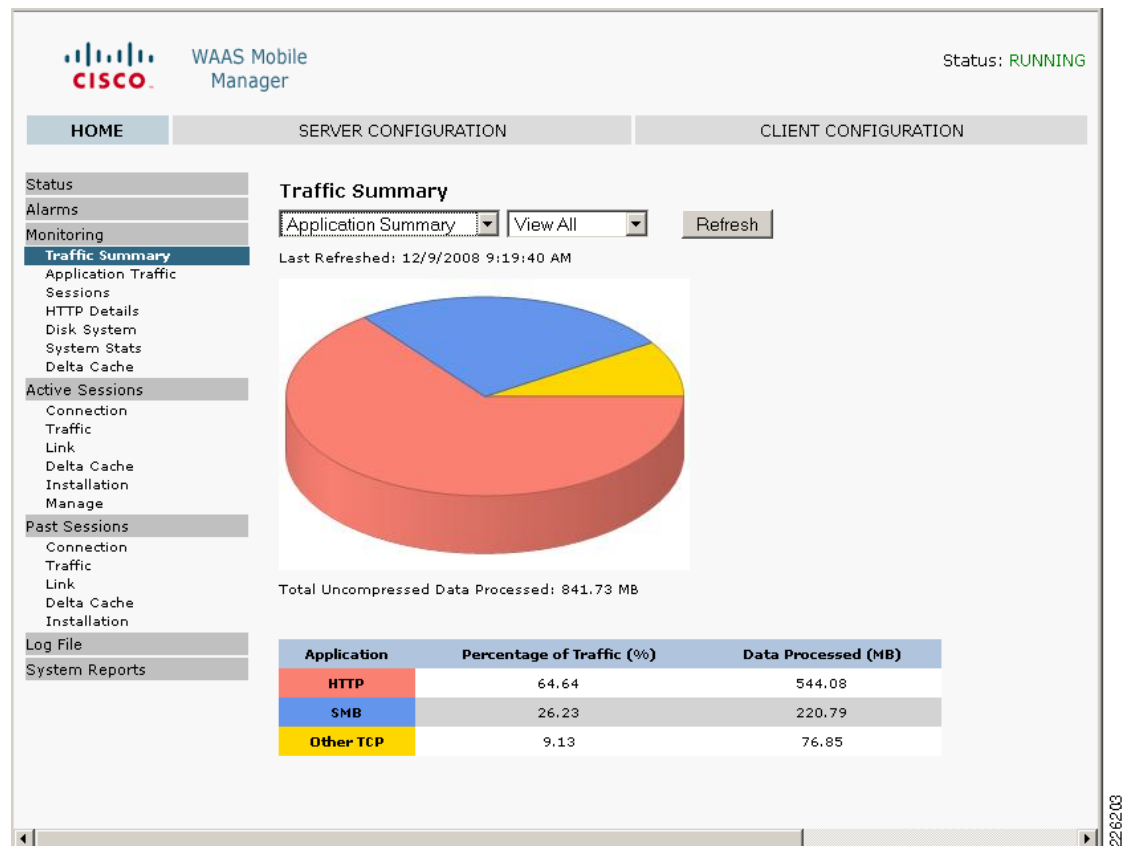 CISCO
WAAS Mobile
Manager
Status: RUNNING
HOME
SERVER CONFIGURATION
CLIENT CONFIGURATION
Status
Alarms
Monitoring
Traffic Summary
Application Traffic
Sessions
HTTP Details
Disk System
System Stats
Delta Cache
Active Sessions
Connection
Traffic
Link
Delta Cache
Installation
Manage
Past Sessions
Connection
Traffic
Link
Delta Cache
Installation
Log File
System Reports
Traffic Summary
Application Summary View All Refresh
Last Refreshed: 12/9/2008 9:19:40 AM
Total Uncompressed Data Processed: 841.73 MB
Application Percentage of Traffic (%) Data Processed (MB)
HTTP 64.64 544.08
SMB 26.23 220.79
Other TCP 9.13 76.85
226203